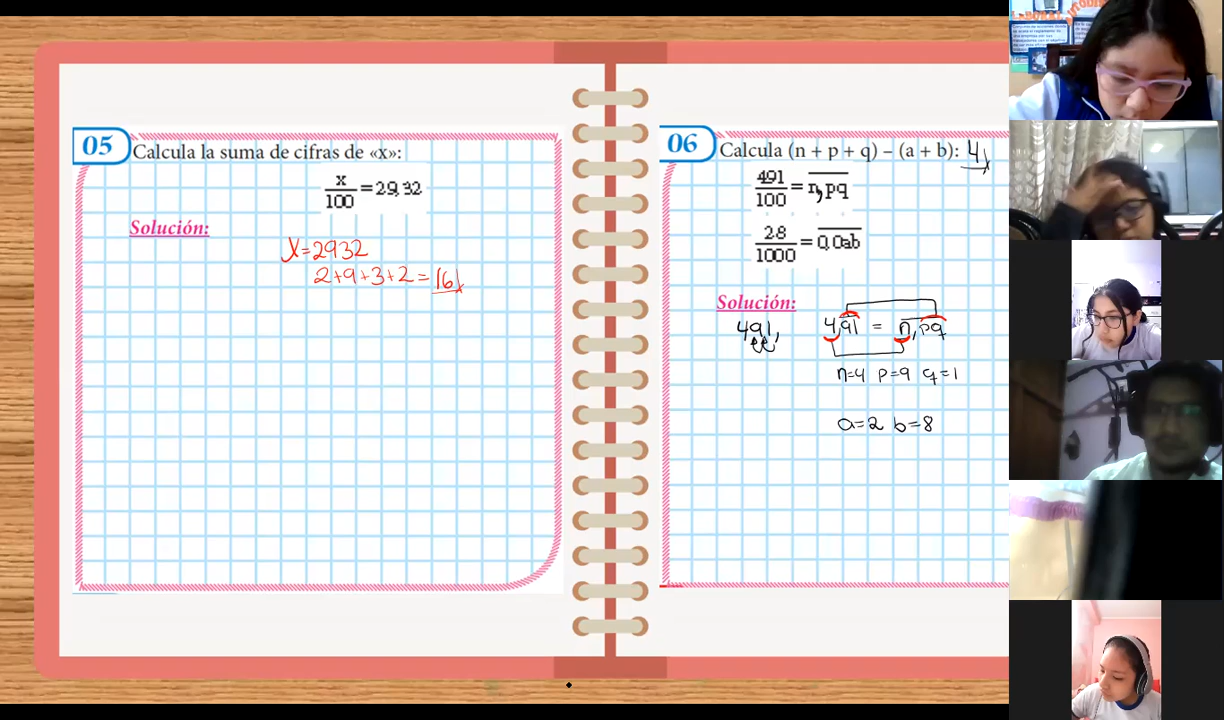 05
Calcula la suma de cifras de «x»:
x/100 = 29,32
Solución:
X=2932
2+9+3+2=16
06
Calcula (n + p + q) – (a + b): 4
491/100 = n,pq
28/1000 = 0,0ab
Solución:
491,
4,91 = n,pq
n=4 p=9 q=1
a=2 b=8